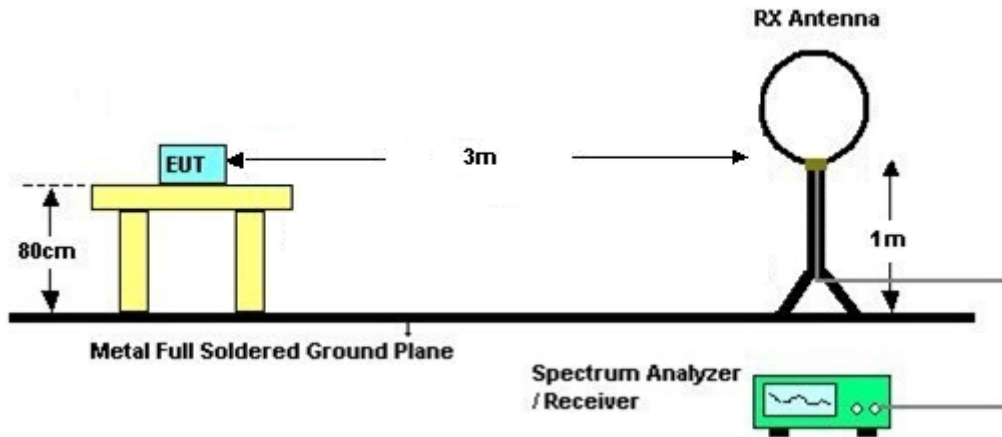 RX Antenna
EUT
3m
80cm
1m
Metal Full Soldered Ground Plane
Spectrum Analyzer
/ Receiver